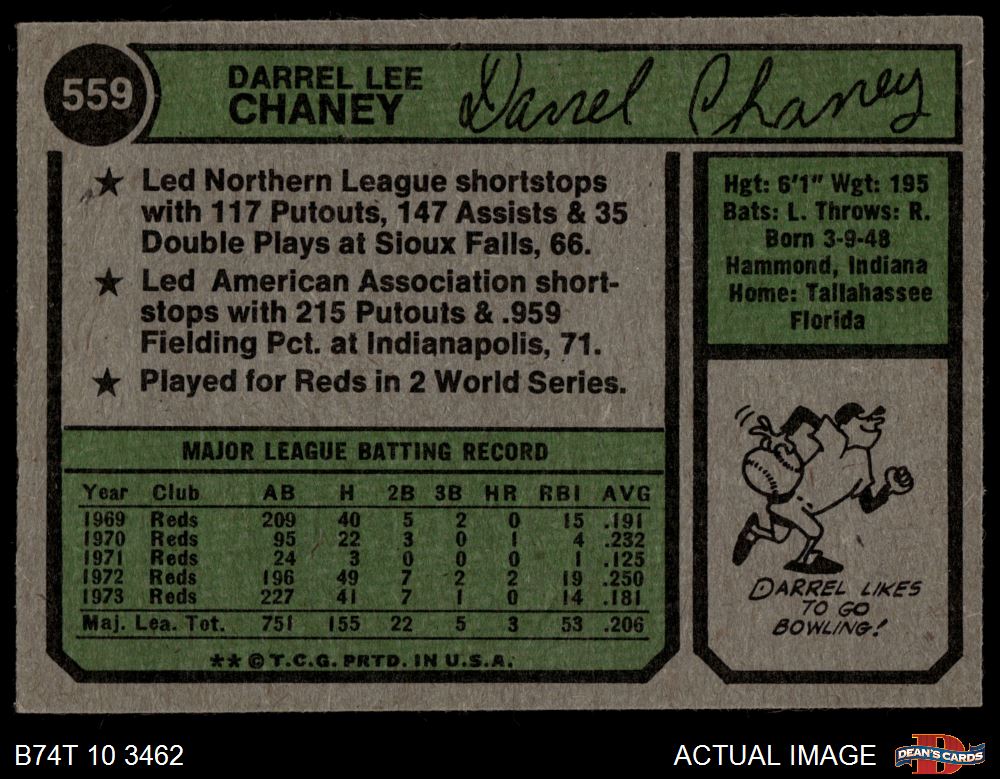 559
DARREL LEE
CHANEY
Darrel Chaney
★ Led Northern League shortstops
with 117 Putouts, 147 Assists & 35
Double Plays at Sioux Falls, 66.
★ Led American Association short-
stops with 215 Putouts & .959
Fielding Pct. at Indianapolis, 71.
★ Played for Reds in 2 World Series.
MAJOR LEAGUE BATTING RECORD
Year Club AB H 2B 3B HR RBI AVG
1969 Reds 209 40 5 2 0 15 .191
1970 Reds 95 22 3 0 1 4 .232
1971 Reds 24 3 0 0 0 1 .125
1972 Reds 196 49 7 2 2 19 .250
1973 Reds 227 41 7 1 0 14 .181
Maj. Lea. Tot. 751 155 22 5 3 53 .206
** © T.C.G. PRTD. IN U.S.A.
Hgt: 6'1" Wgt: 195
Bats: L. Throws: R.
Born 3-9-48
Hammond, Indiana
Home: Tallahassee
Florida
DARREL LIKES
TO GO
BOWLING!
B74T 10 3462
ACTUAL IMAGE
D
DEAN'S CARDS